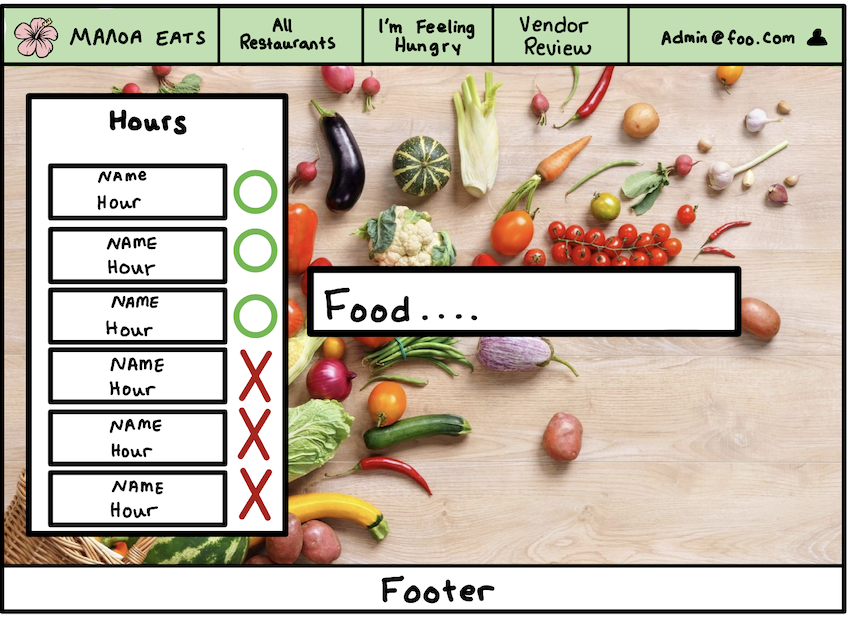 MANOA EATS
All
Restaurants
I'm Feeling
Hungry
Vendor
Review
Admin@foo.com
Hours
NAME
Hour
NAME
Hour
NAME
Hour
NAME
Hour
NAME
Hour
NAME
Hour
Food....
Footer